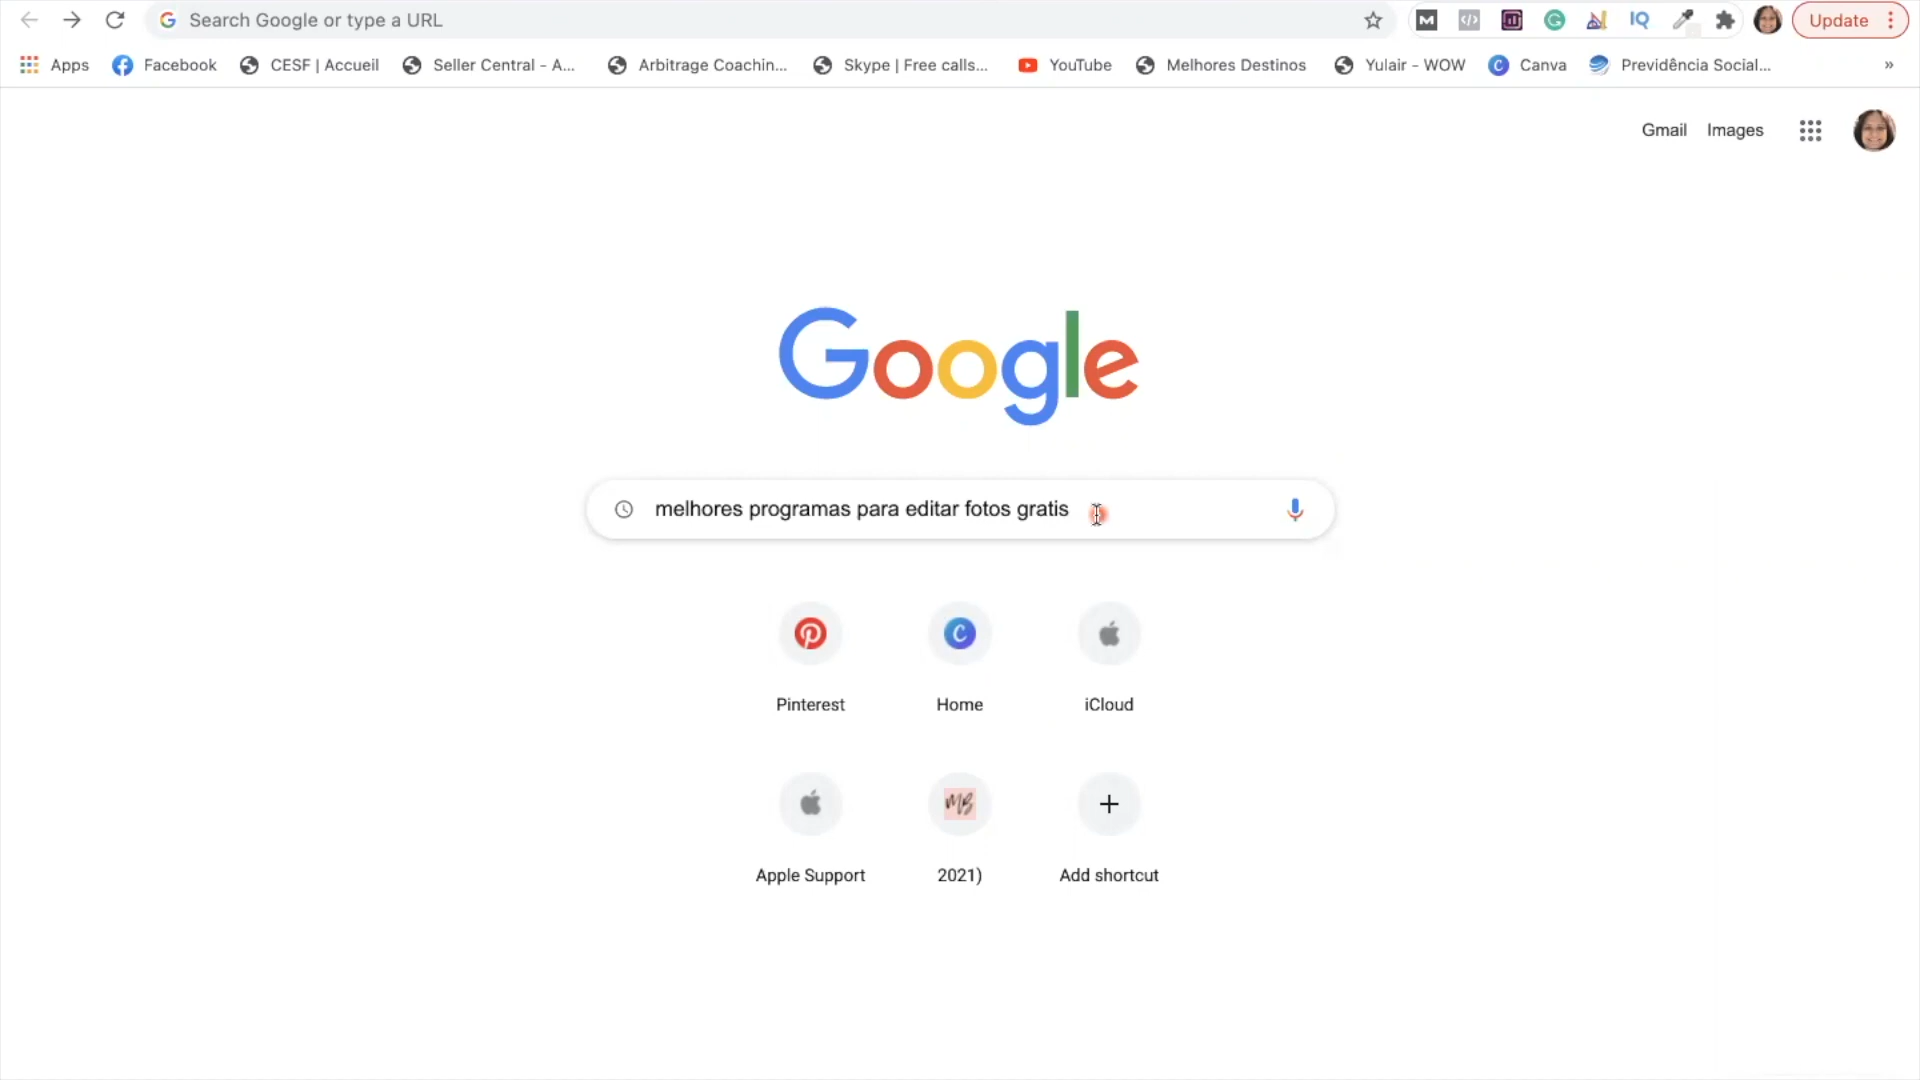 Search Google or type a URL
Update
Apps Facebook CESF | Accueil Seller Central - A... Arbitrage Coachin... Skype | Free calls... YouTube Melhores Destinos Yulair - WOW Canva Previdência Social... »
Gmail Images
Google
melhores programas para editar fotos gratis
Pinterest Home iCloud
MB
Apple Support 2021) Add shortcut